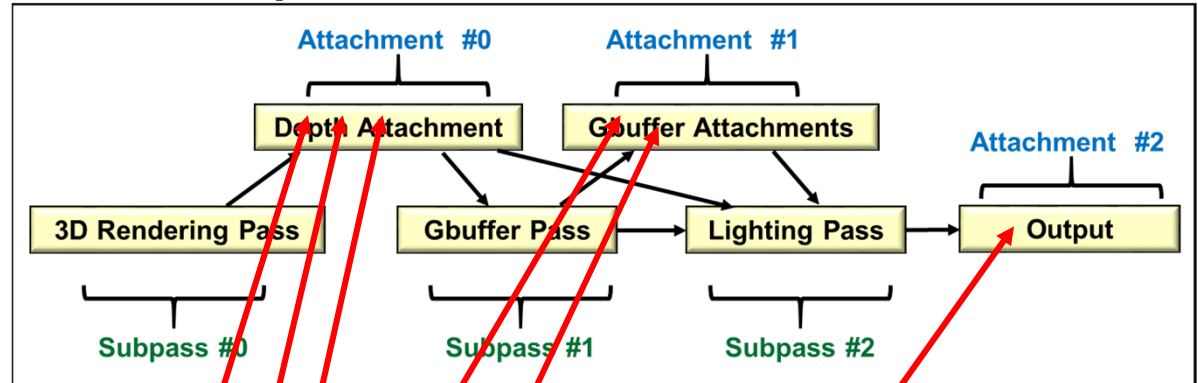 Attachment #0
Attachment #1
Depth Attachment
Gbuffer Attachments
Attachment #2
3D Rendering Pass
Gbuffer Pass
Lighting Pass
Output
Subpass #0
Subpass #1
Subpass #2